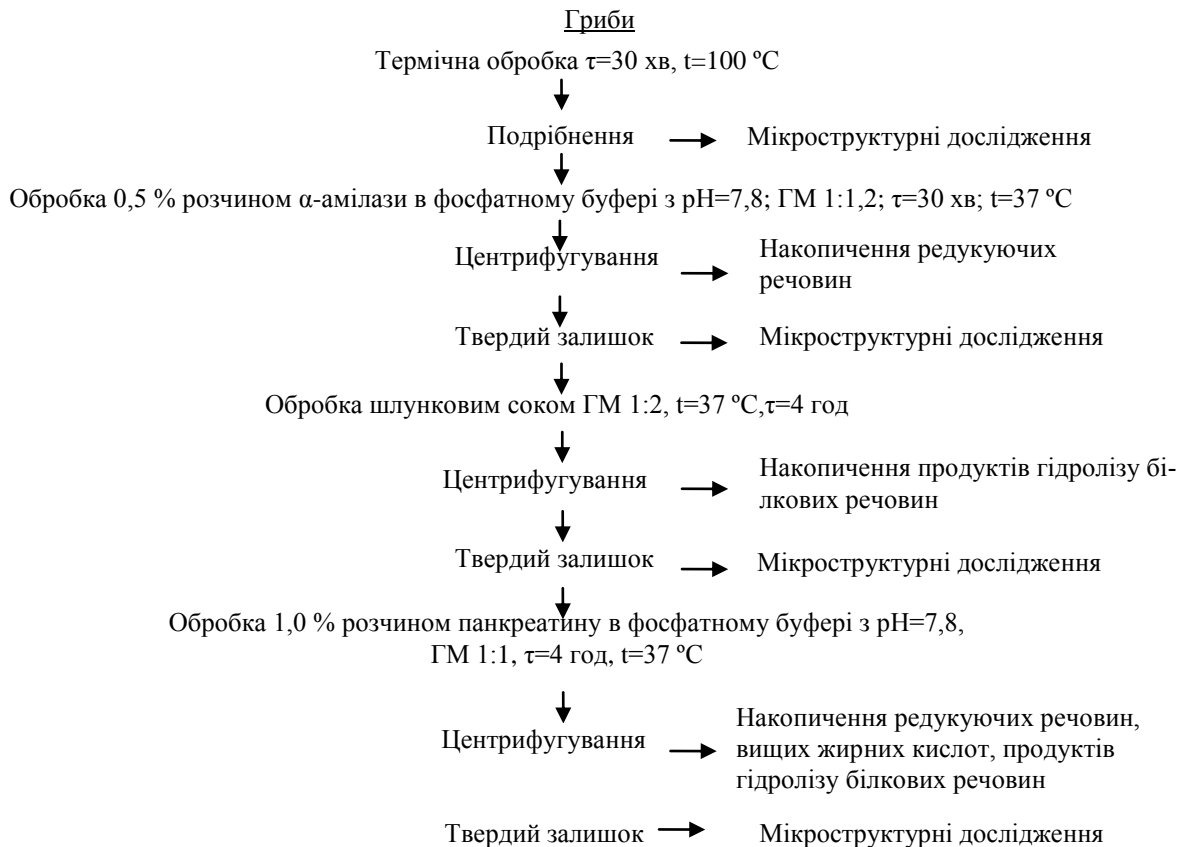 Гриби
Термічна обробка τ=30 хв, t=100 ºС
Подрібнення
Мікроструктурні дослідження
Обробка 0,5 % розчином α-амілази в фосфатному буфері з рН=7,8; ГМ 1:1,2; τ=30 хв; t=37 ºС
Центрифугування
Накопичення редукуючих
речовин
Твердий залишок
Мікроструктурні дослідження
Обробка шлунковим соком ГМ 1:2, t=37 ºС,τ=4 год
Центрифугування
Накопичення продуктів гідролізу бі-
лкових речовин
Твердий залишок
Мікроструктурні дослідження
Обробка 1,0 % розчином панкреатину в фосфатному буфері з рН=7,8,
ГМ 1:1, τ=4 год, t=37 ºС
Центрифугування
Накопичення редукуючих речовин,
вищих жирних кислот, продуктів
гідролізу білкових речовин
Твердий залишок
Мікроструктурні дослідження